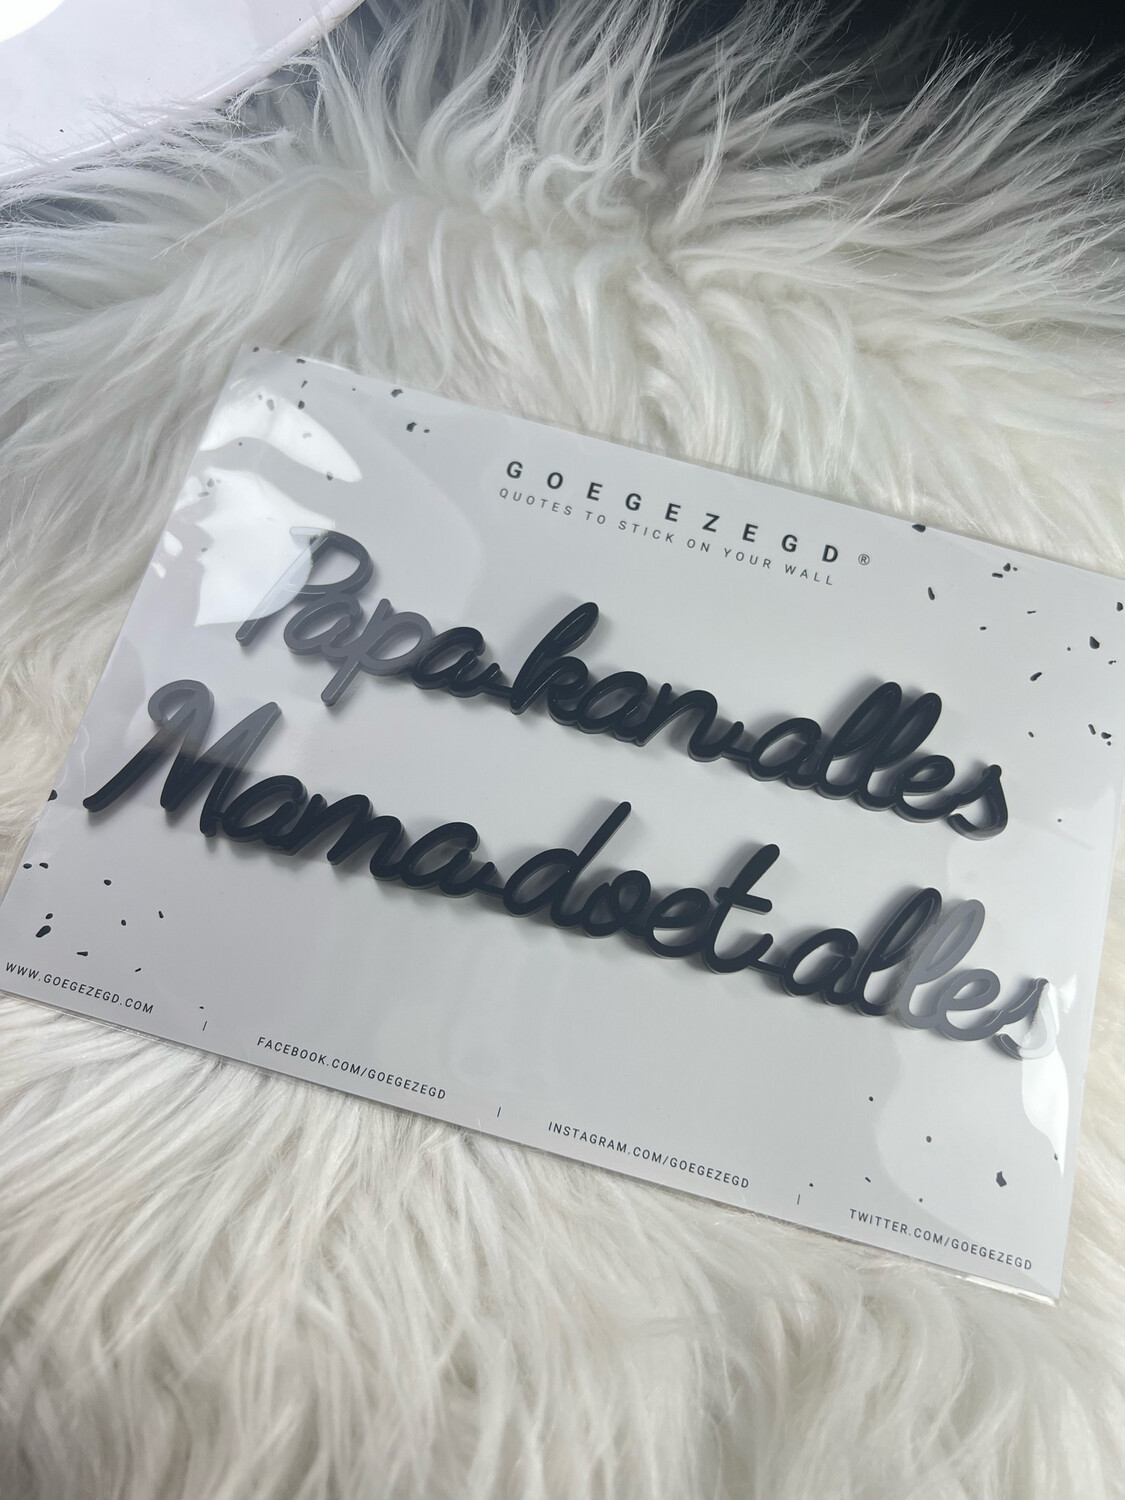 GOEGEZEGD®
QUOTES TO STICK ON YOUR WALL
Papa kan alles
Mama doet alles
WWW.GOEGEZEGD.COM | FACEBOOK.COM/GOEGEZEGD | INSTAGRAM.COM/GOEGEZEGD | TWITTER.COM/GOEGEZEGD